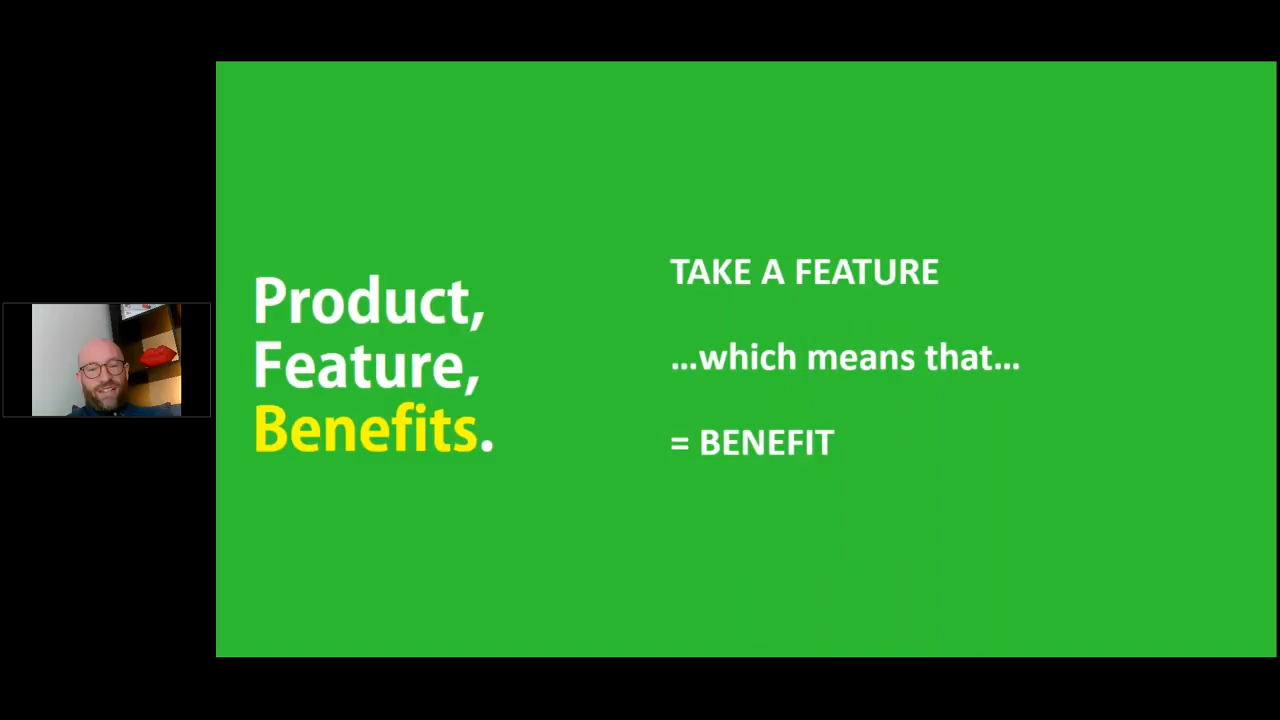 Product,
Feature,
Benefits.
TAKE A FEATURE
...which means that...
= BENEFIT